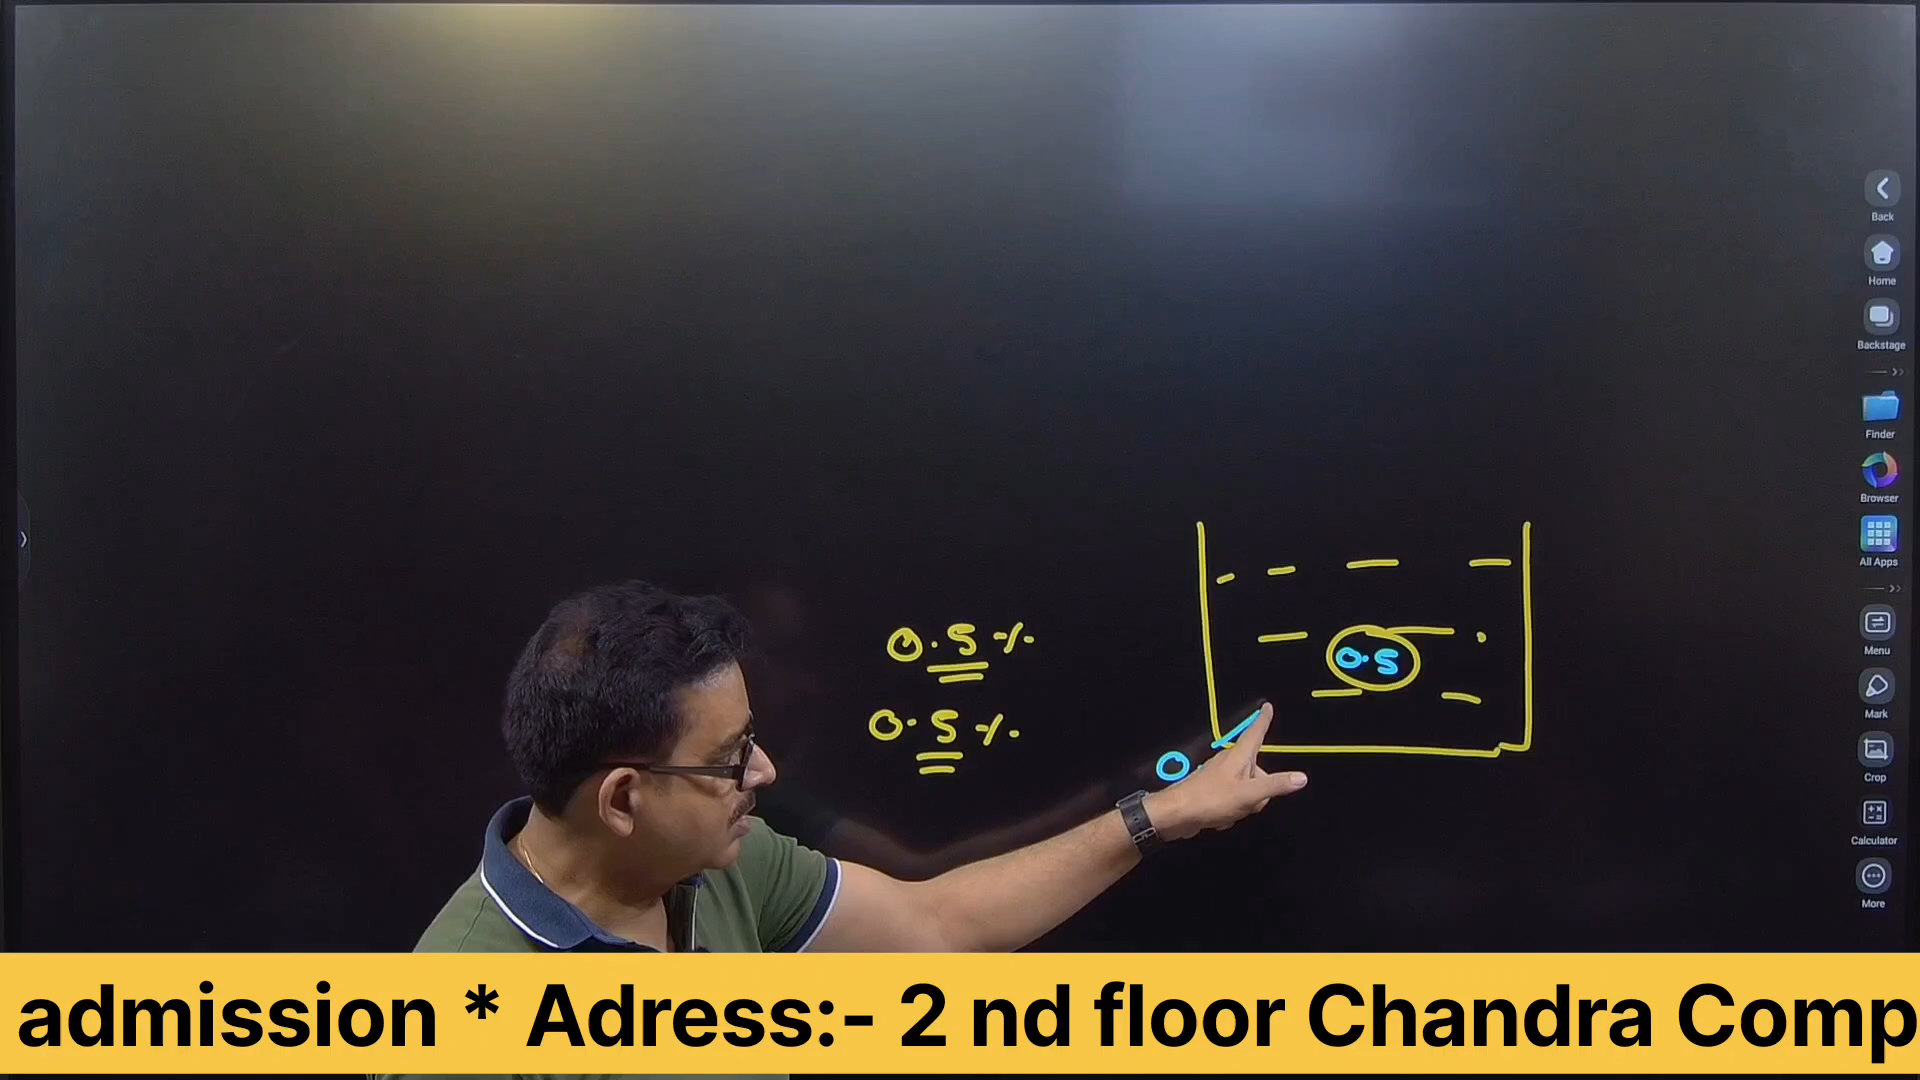 Back
Home
Backstage
Finder
Browser
All Apps
Menu
Mark
Crop
Calculator
More
0.5 %
0.5 %
0.5
0.
admission * Adress:- 2 nd floor Chandra Comp